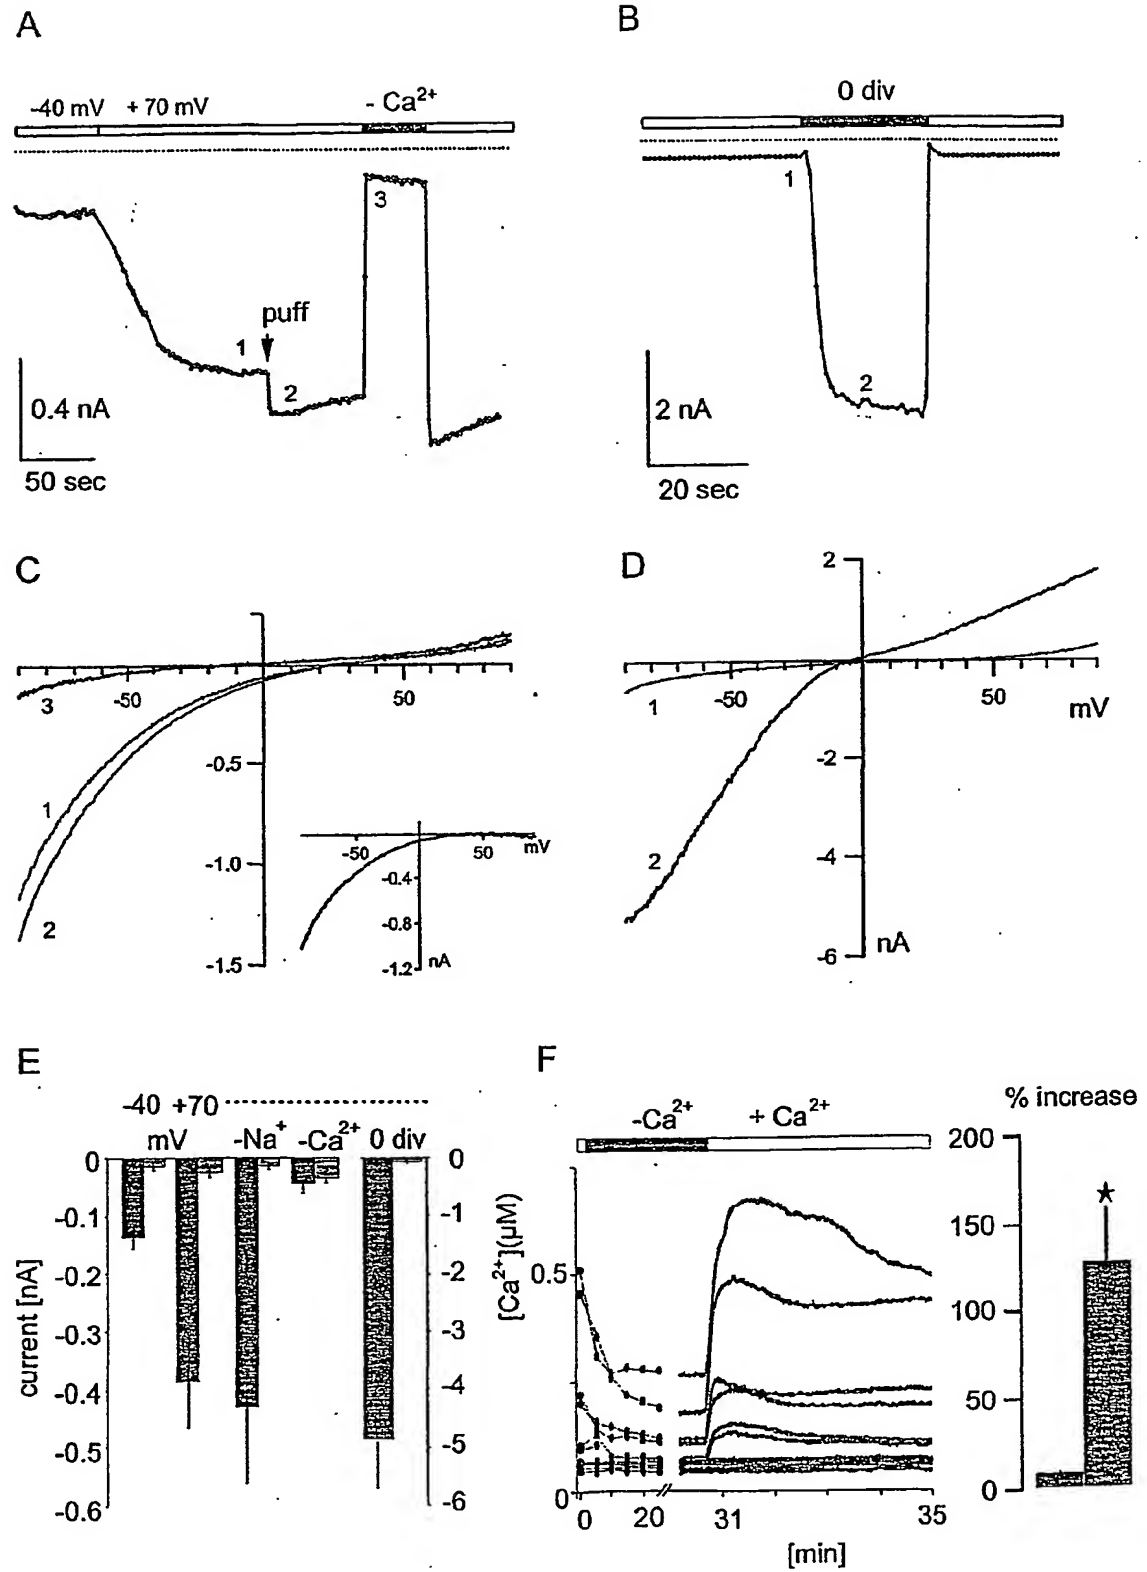 A
-40 mV + 70 mV - Ca²⁺
3
1
puff
2
0.4 nA
50 sec
B
0 div
1
2
2 nA
20 sec
C
3
-50
50
-0.5
1
-1.0
2
-1.5
-50
50
mV
-0.4
-0.8
-1.2
nA
D
2
1
-50
50
mV
-2
2
-4
-6
nA
E
-40 +70
mV -Na⁺ -Ca²⁺ 0 div
0
-0.1
-0.2
-0.3
-0.4
-0.5
-0.6
current [nA]
0
-1
-2
-3
-4
-5
-6
F
-Ca²⁺ + Ca²⁺
[Ca²⁺](µM)
0.5
0
0 20 31 35
[min]
% increase
200
150
100
50
0